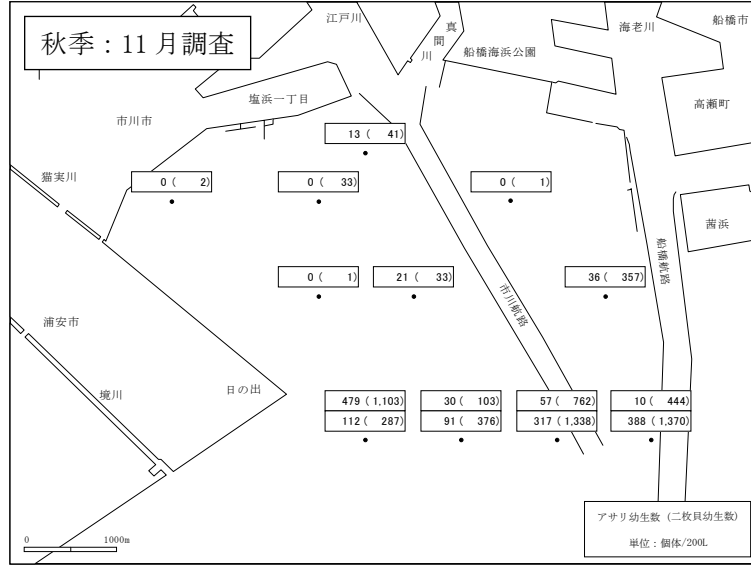 秋季：11月調査
江戸川
真間川
船橋海浜公園
海老川
船橋市
塩浜一丁目
高瀬町
市川市
13 ( 41)
猫実川
0 ( 2)
0 ( 33)
0 ( 1)
茜浜
船橋航路
0 ( 1)
21 ( 33)
36 ( 357)
市川航路
浦安市
境川
日の出
479 ( 1,103)
30 ( 103)
57 ( 762)
10 ( 444)
112 ( 287)
91 ( 376)
317 ( 1,338)
388 ( 1,370)
アサリ幼生数 (二枚貝幼生数)
単位：個体/200L
0 1000m